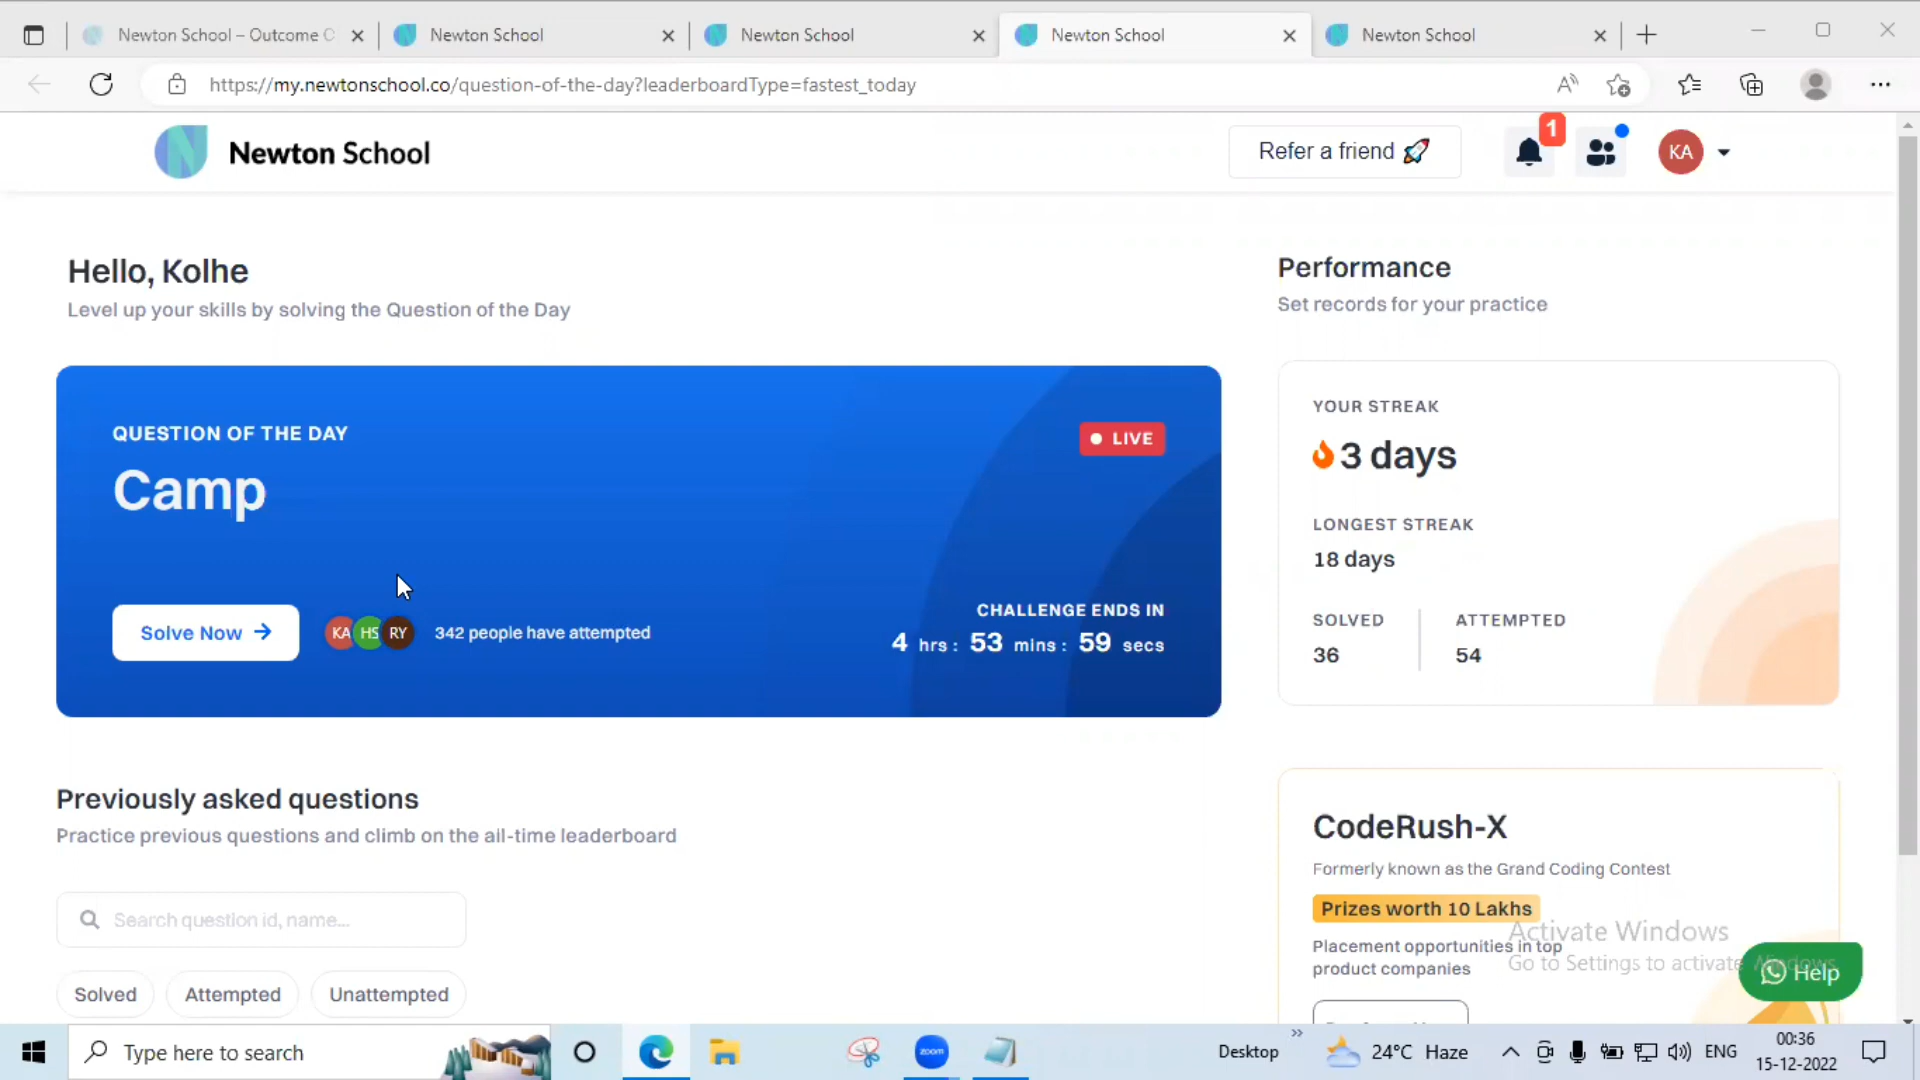 Newton School – Outcome C
Newton School
Newton School
Newton School
Newton School
https://my.newtonschool.co/question-of-the-day?leaderboardType=fastest_today
Newton School
Refer a friend
1
KA
Hello, Kolhe
Level up your skills by solving the Question of the Day
Performance
Set records for your practice
QUESTION OF THE DAY
LIVE
Camp
Solve Now →
KA HS RY
342 people have attempted
CHALLENGE ENDS IN
4 hrs : 53 mins : 59 secs
YOUR STREAK
3 days
LONGEST STREAK
18 days
SOLVED
36
ATTEMPTED
54
Previously asked questions
Practice previous questions and climb on the all-time leaderboard
Search question id, name...
Solved
Attempted
Unattempted
CodeRush-X
Formerly known as the Grand Coding Contest
Prizes worth 10 Lakhs
Placement opportunities in top
product companies
Activate Windows
Go to Settings to activate Windows.
Help
Type here to search
zoom
Desktop
24°C Haze
ENG
00:36
15-12-2022